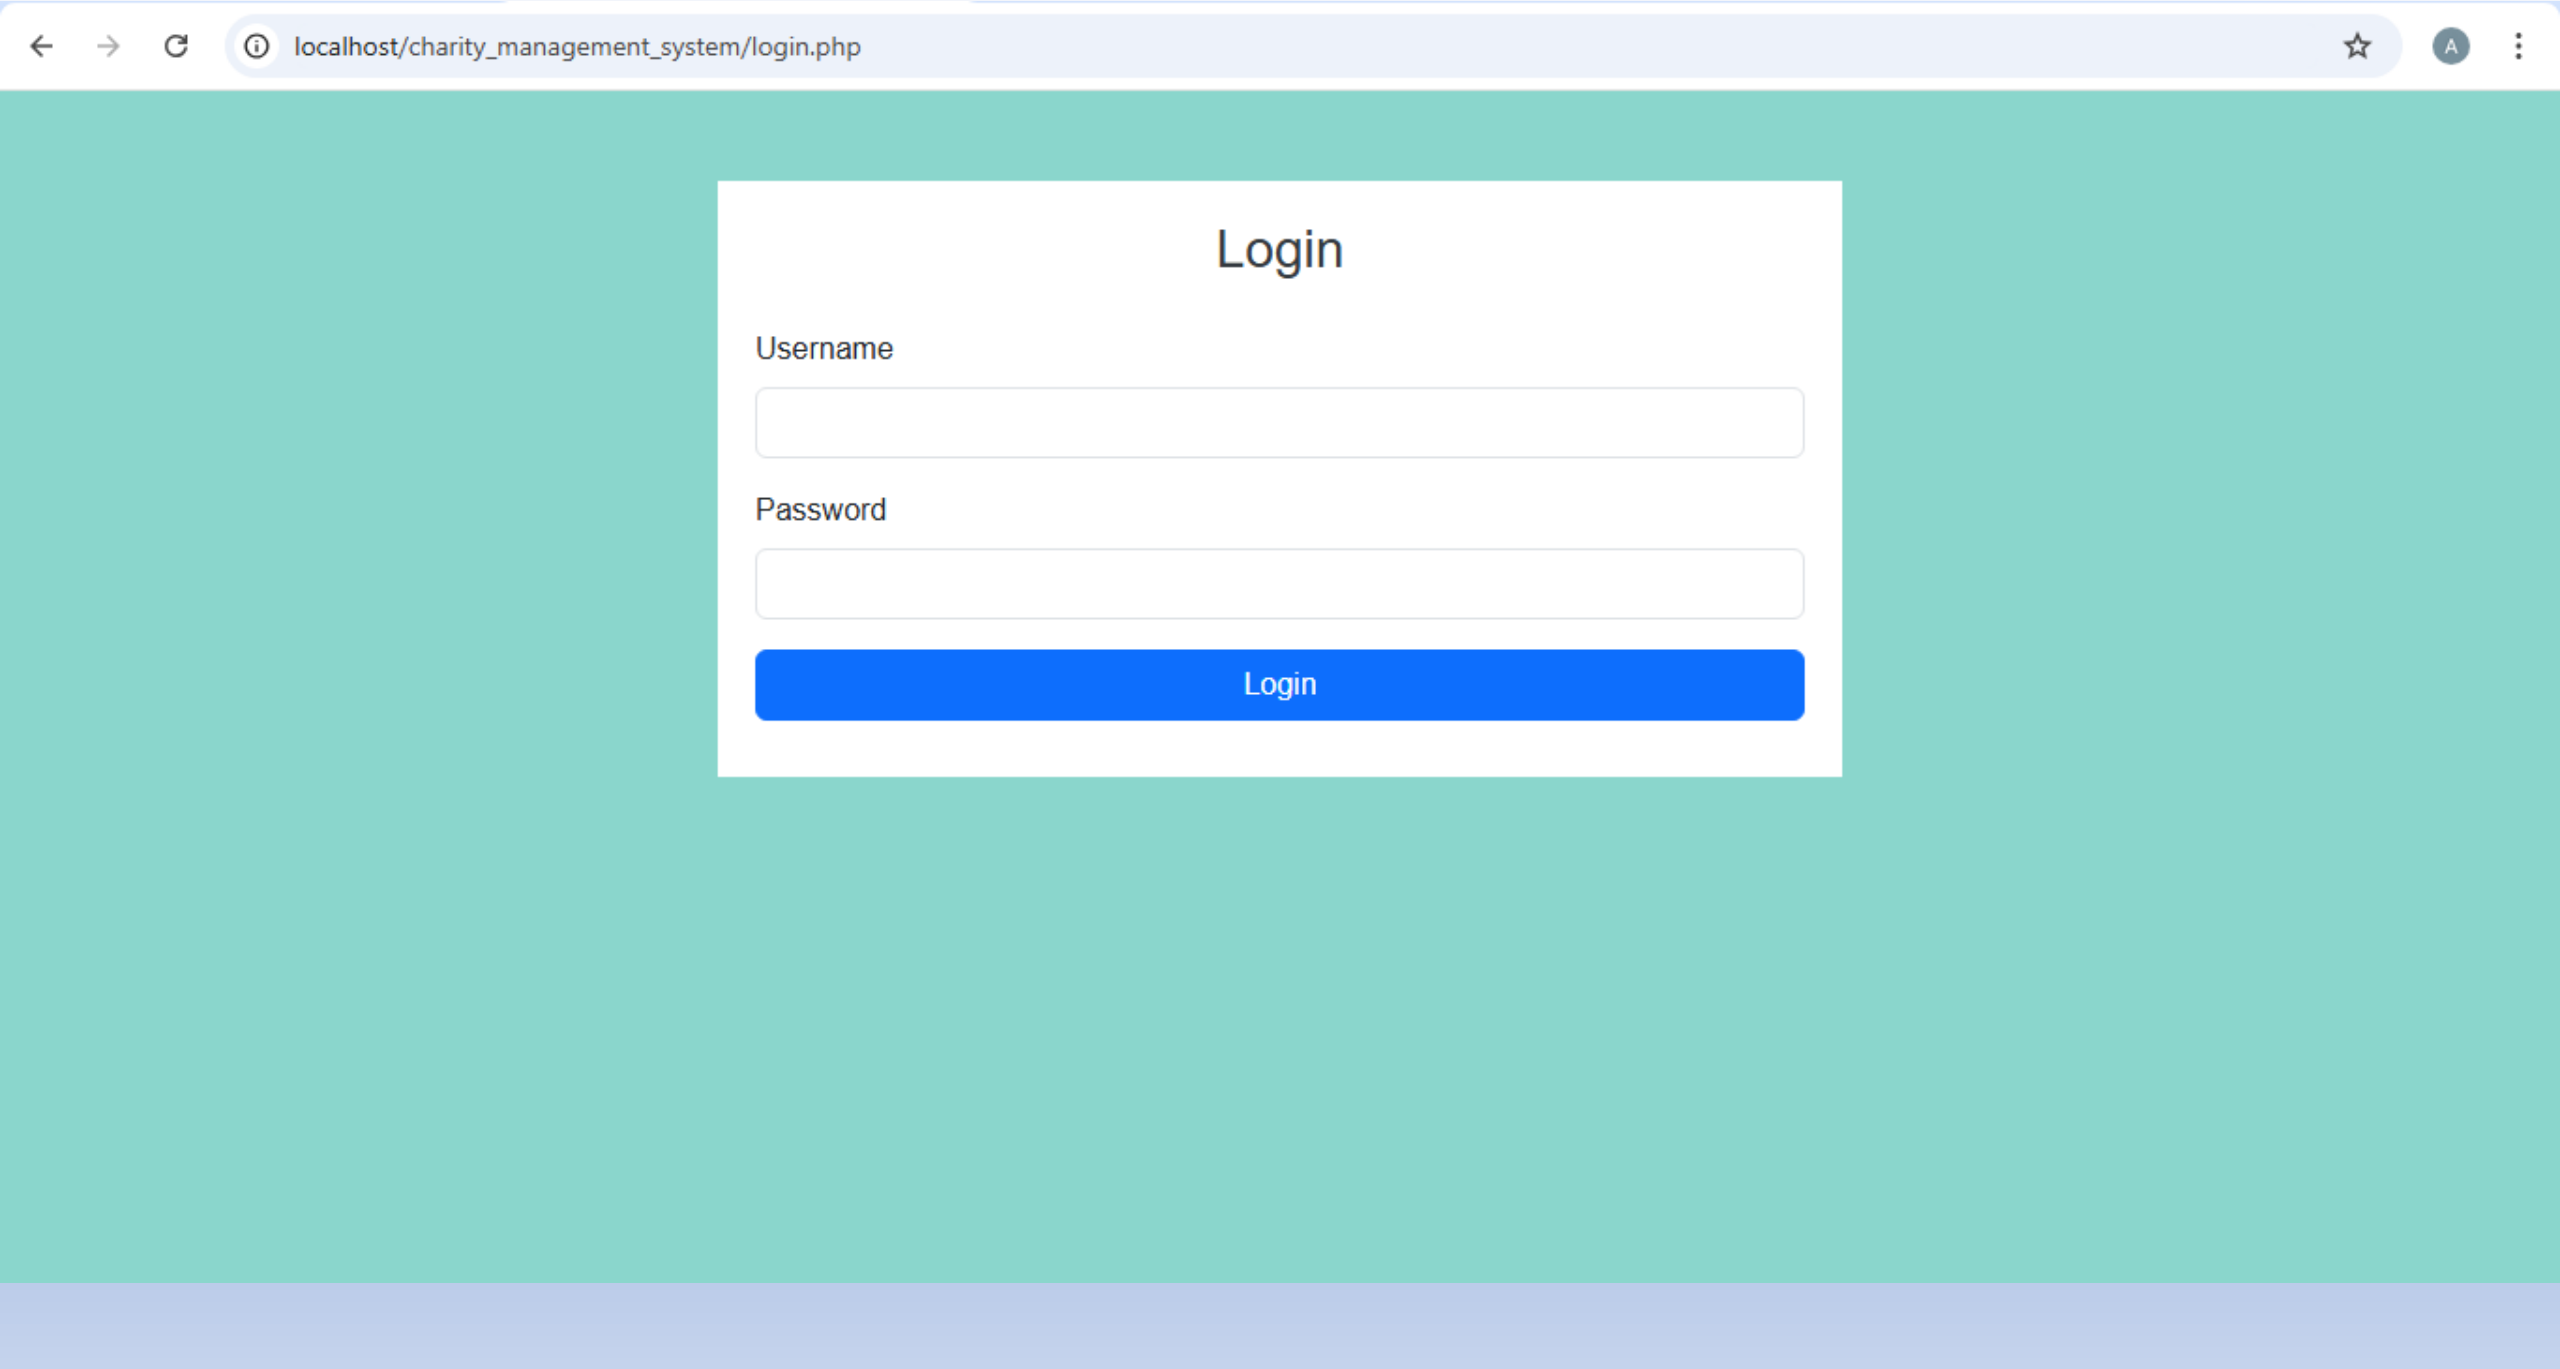 localhost/charity_management_system/login.php
A
Login
Username
Password
Login